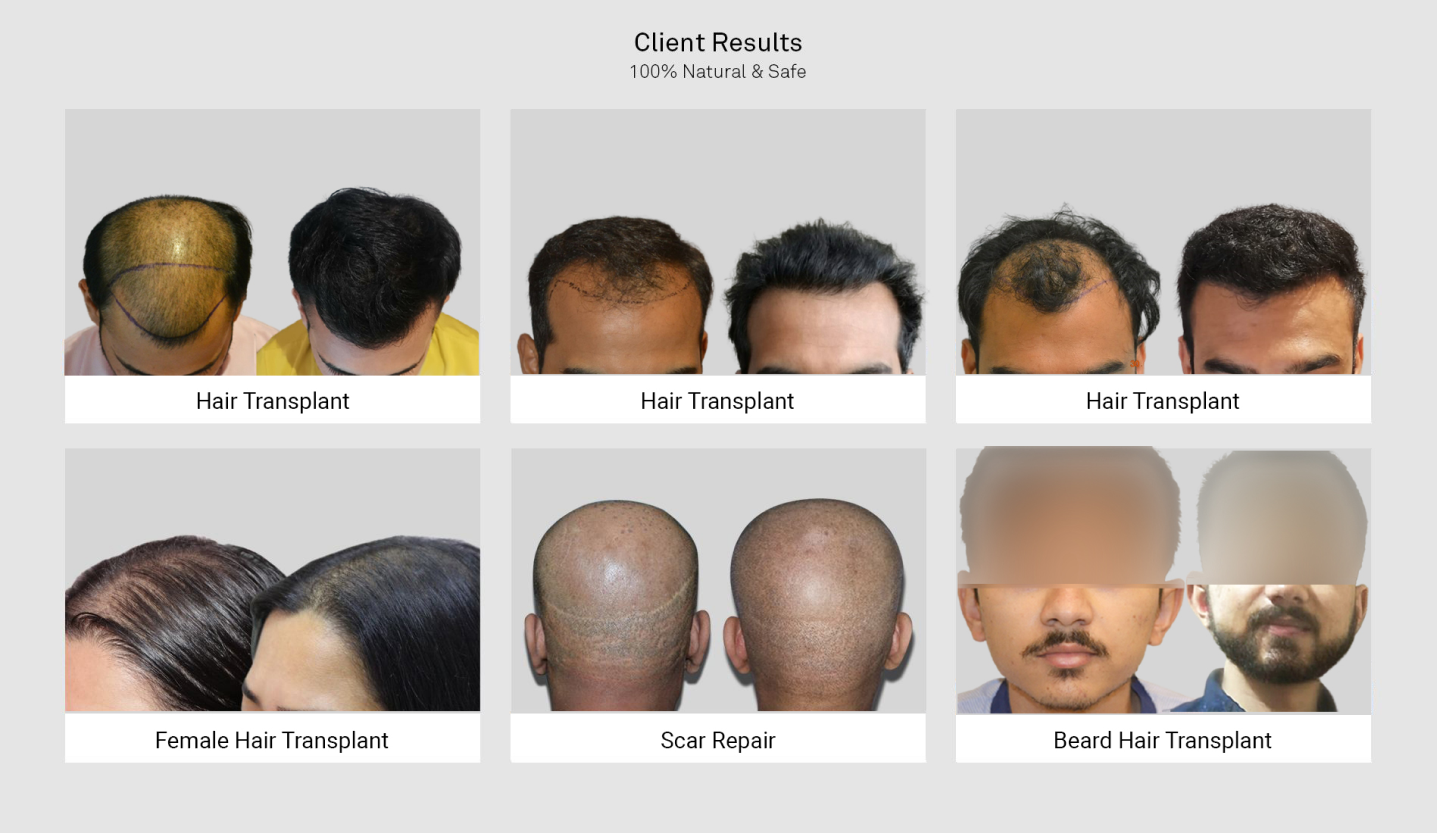 Client Results
100% Natural & Safe
Hair Transplant
Hair Transplant
Hair Transplant
Female Hair Transplant
Scar Repair
Beard Hair Transplant